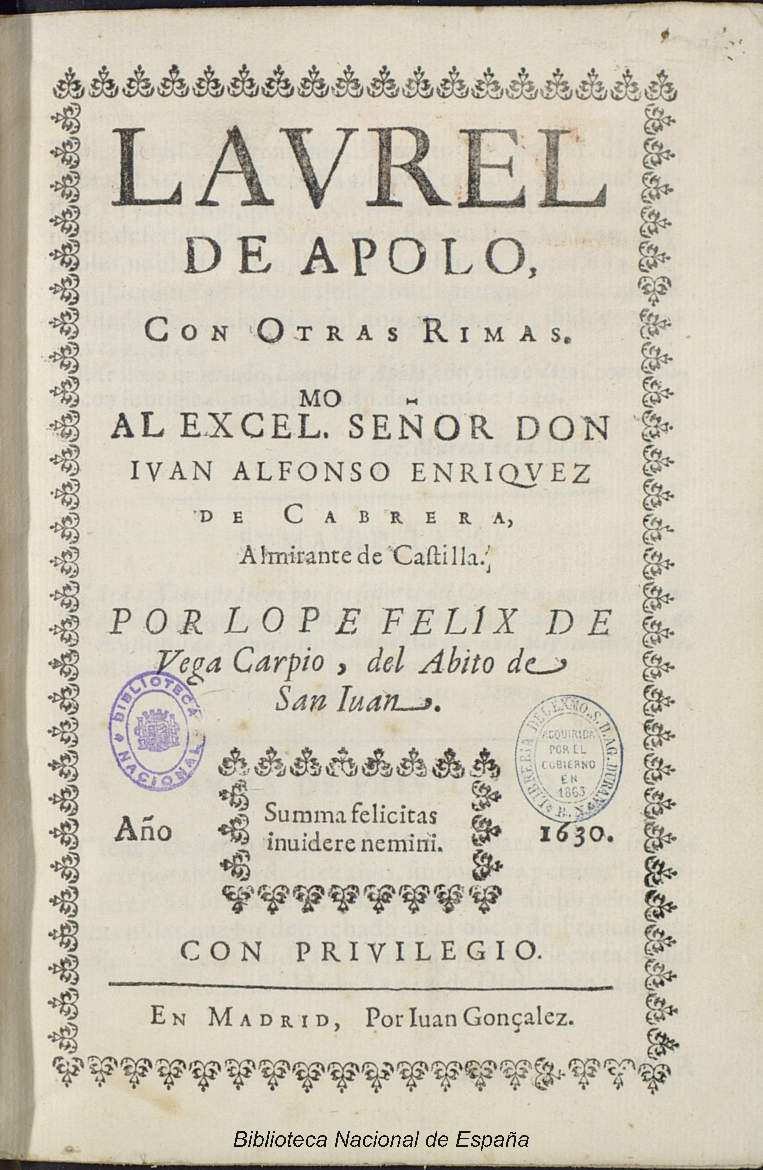 LAVREL
DE APOLO,
CON OTRAS RIMAS.
MO
AL EXCEL. SEÑOR DON
IVAN ALFONSO ENRIQVEZ
DE CABRERA,
Almirante de Caſtilla.
POR LOPE FELIX DE
Vega Carpio, del Abito de
San Iuan.
BIBLIOTECA NACIONAL
LIBRERIA DEL EXMO. S. D. AG. DURAN
ADQUIRIDA
POR EL
GOBIERNO
EN
1863
B. N.
Año
Summa felicitas
inuidere nemini.
1630.
CON PRIVILEGIO.
EN MADRID, Por Iuan Gonçalez.
Biblioteca Nacional de España